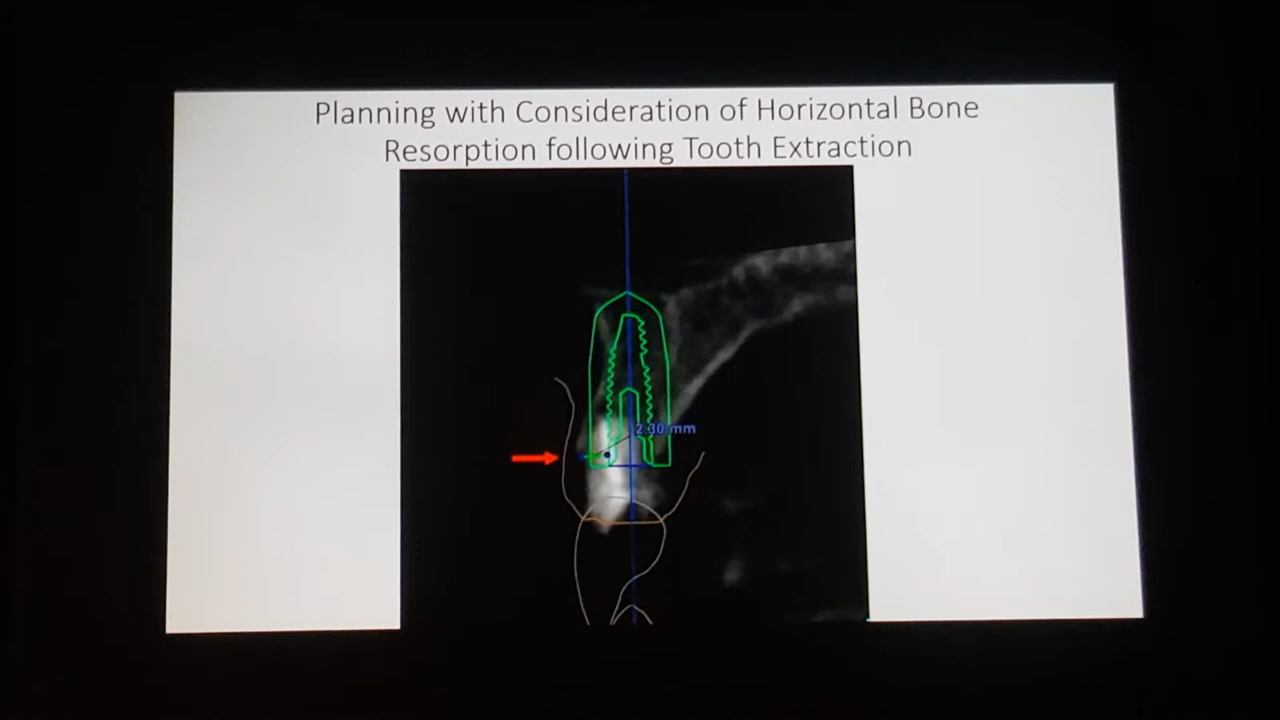 Planning with Consideration of Horizontal Bone
Resorption following Tooth Extraction
2.30 mm